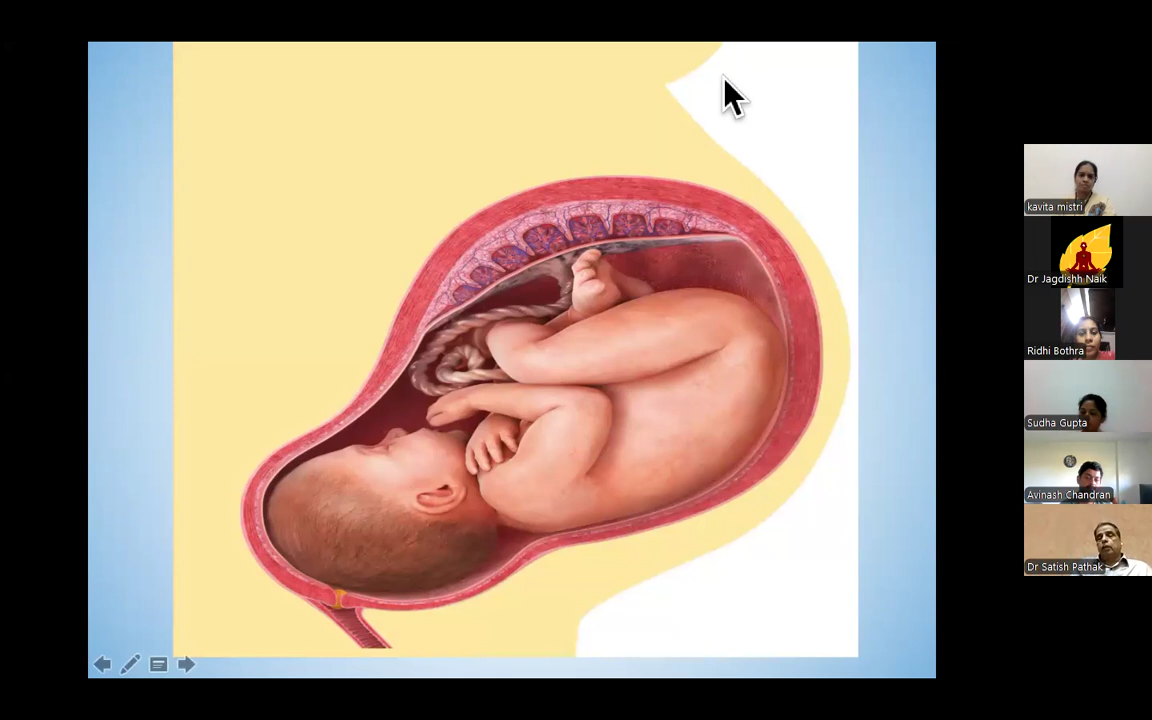 kavita mistri
Dr Jagdishh Naik
Ridhi Bothra
Sudha Gupta
Avinash Chandran
Dr Satish Pathak